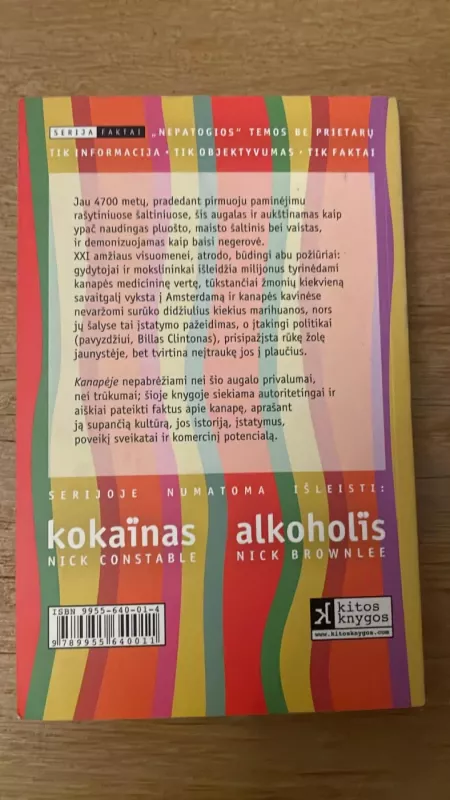 SERIJA FAKTAI „NEPATOGIOS“ TEMOS BE PRIETARŲ
TIK INFORMACIJA · TIK OBJEKTYVUMAS · TIK FAKTAI
Jau 4700 metų, pradedant pirmuoju paminėjimu
rašytiniuose šaltiniuose, šis augalas ir aukštinamas kaip
ypač naudingas pluošto, maisto šaltinis bei vaistas,
ir demonizuojamas kaip baisi negerovė.
XXI amžiaus visuomenei, atrodo, būdingi abu požiūriai:
gydytojai ir mokslininkai išleidžia milijonus tyrinėdami
kanapės medicininę vertę, tūkstančiai žmonių kiekvieną
savaitgalį vyksta į Amsterdamą ir kanapės kavinėse
nevaržomi surūko didžiulius kiekius marihuanos, nors
jų šalyse tai įstatymo pažeidimas, o įtakingi politikai
(pavyzdžiui, Billas Clintonas), prisipažįsta rūkę žolę
jaunystėje, bet tvirtina neįtraukę jos į plaučius.
Kanapėje nepabrėžiami nei šio augalo privalumai,
nei trūkumai; šioje knygoje siekiama autoritetingai ir
aiškiai pateikti faktus apie kanapę, aprašant
ją supančią kultūrą, jos istoriją, įstatymus,
poveikį sveikatai ir komercinį potencialą.
SERIJOJE NUMATOMA IŠLEISTI:
kokaïnas alkoholïs
NICK CONSTABLE NICK BROWNLEE
ISBN 9955-640-01-4
9 789955 640011
kitos
knygos
www.kitosknygos.com